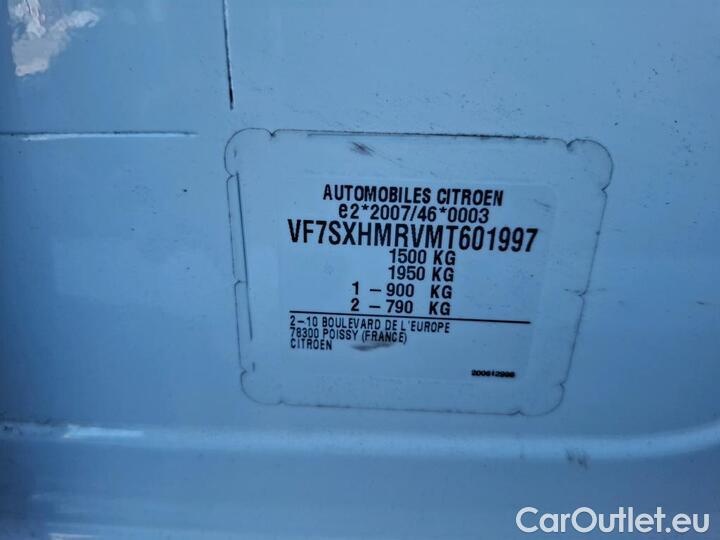 AUTOMOBILES CITROEN
e2*2007/46*0003
VF7SXHMRVMT601997
1500 KG
1950 KG
1 – 900 KG
2 – 790 KG
2–10 BOULEVARD DE L'EUROPE
78300 POISSY (FRANCE)
CITROEN
CarOutlet.eu